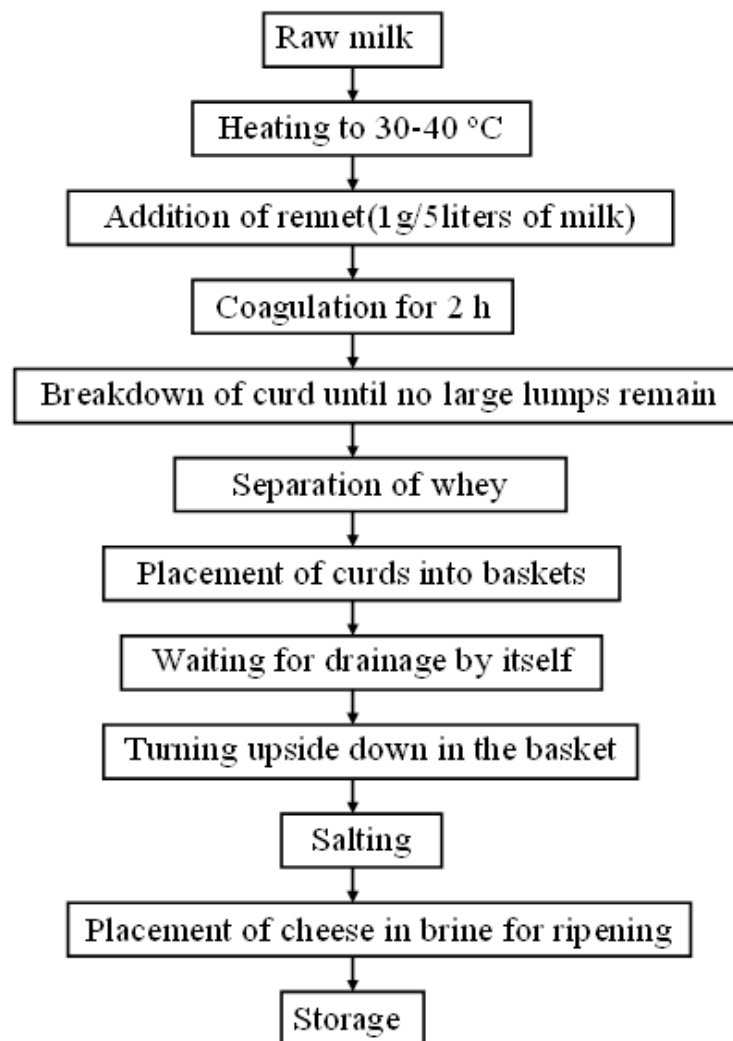 Raw milk
Heating to 30-40 °C
Addition of rennet(1g/5liters of milk)
Coagulation for 2 h
Breakdown of curd until no large lumps remain
Separation of whey
Placement of curds into baskets
Waiting for drainage by itself
Turning upside down in the basket
Salting
Placement of cheese in brine for ripening
Storage